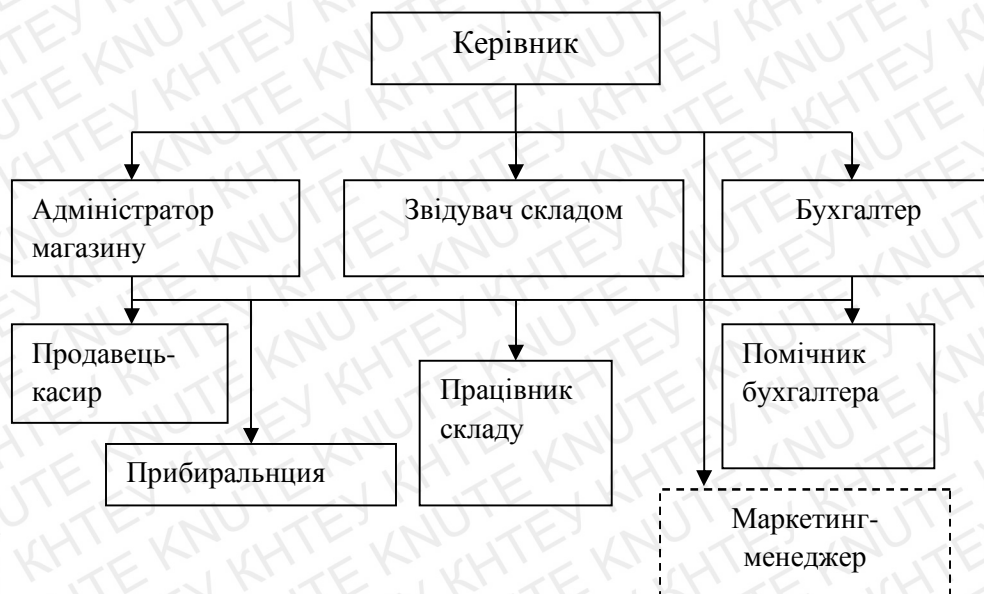 Керівник
Адміністратор
магазину
Звідувач складом
Бухгалтер
Продавець-
касир
Працівник
складу
Помічник
бухгалтера
Прибиральнция
Маркетинг-
менеджер